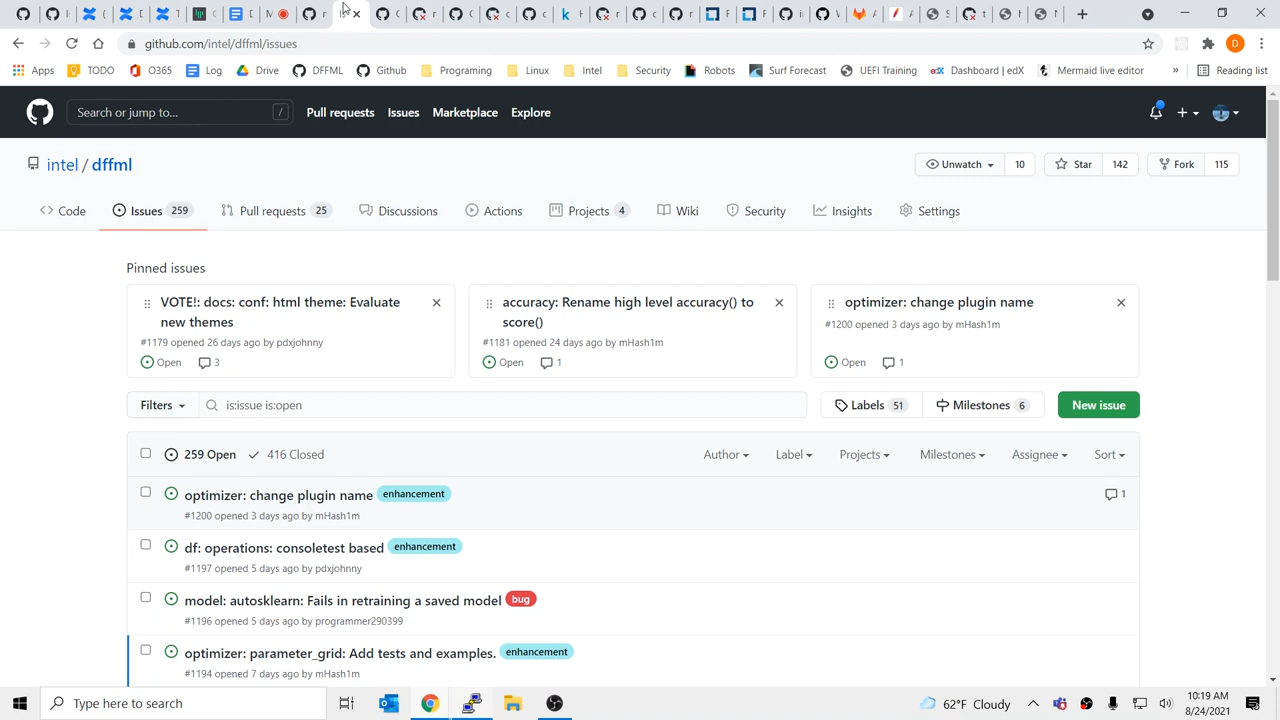 github.com/intel/dffml/issues
Apps
TODO
O365
Log
Drive
DFFML
Github
Programing
Linux
Intel
Security
Robots
Surf Forecast
UEFI Training
edX
Dashboard | edX
Mermaid live editor
»
Reading list
Search or jump to...
/
Pull requests
Issues
Marketplace
Explore
intel / dffml
Unwatch
10
Star
142
Fork
115
Code
Issues
259
Pull requests
25
Discussions
Actions
Projects
4
Wiki
Security
Insights
Settings
Pinned issues
VOTE!: docs: conf: html theme: Evaluate
new themes
#1179 opened 26 days ago by pdxjohnny
Open
3
accuracy: Rename high level accuracy() to
score()
#1181 opened 24 days ago by mHash1m
Open
1
optimizer: change plugin name
#1200 opened 3 days ago by mHash1m
Open
1
Filters
is:issue is:open
Labels
51
Milestones
6
New issue
259 Open
416 Closed
Author
Label
Projects
Milestones
Assignee
Sort
optimizer: change plugin name
enhancement
1
#1200 opened 3 days ago by mHash1m
df: operations: consoletest based
enhancement
#1197 opened 5 days ago by pdxjohnny
model: autosklearn: Fails in retraining a saved model
bug
#1196 opened 5 days ago by programmer290399
optimizer: parameter_grid: Add tests and examples.
enhancement
#1194 opened 7 days ago by mHash1m
Type here to search
62°F Cloudy
10:19 AM
8/24/2021